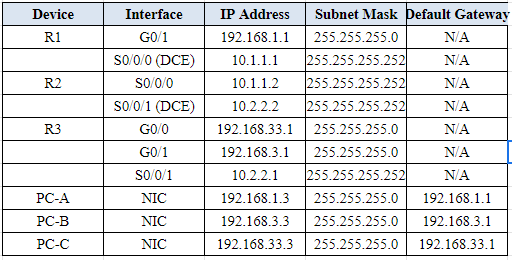 Device Interface IP Address Subnet Mask Default Gateway
R1 G0/1 192.168.1.1 255.255.255.0 N/A
S0/0/0 (DCE) 10.1.1.1 255.255.255.252 N/A
R2 S0/0/0 10.1.1.2 255.255.255.252 N/A
S0/0/1 (DCE) 10.2.2.2 255.255.255.252 N/A
R3 G0/0 192.168.33.1 255.255.255.0 N/A
G0/1 192.168.3.1 255.255.255.0 N/A
S0/0/1 10.2.2.1 255.255.255.252 N/A
PC-A NIC 192.168.1.3 255.255.255.0 192.168.1.1
PC-B NIC 192.168.3.3 255.255.255.0 192.168.3.1
PC-C NIC 192.168.33.3 255.255.255.0 192.168.33.1